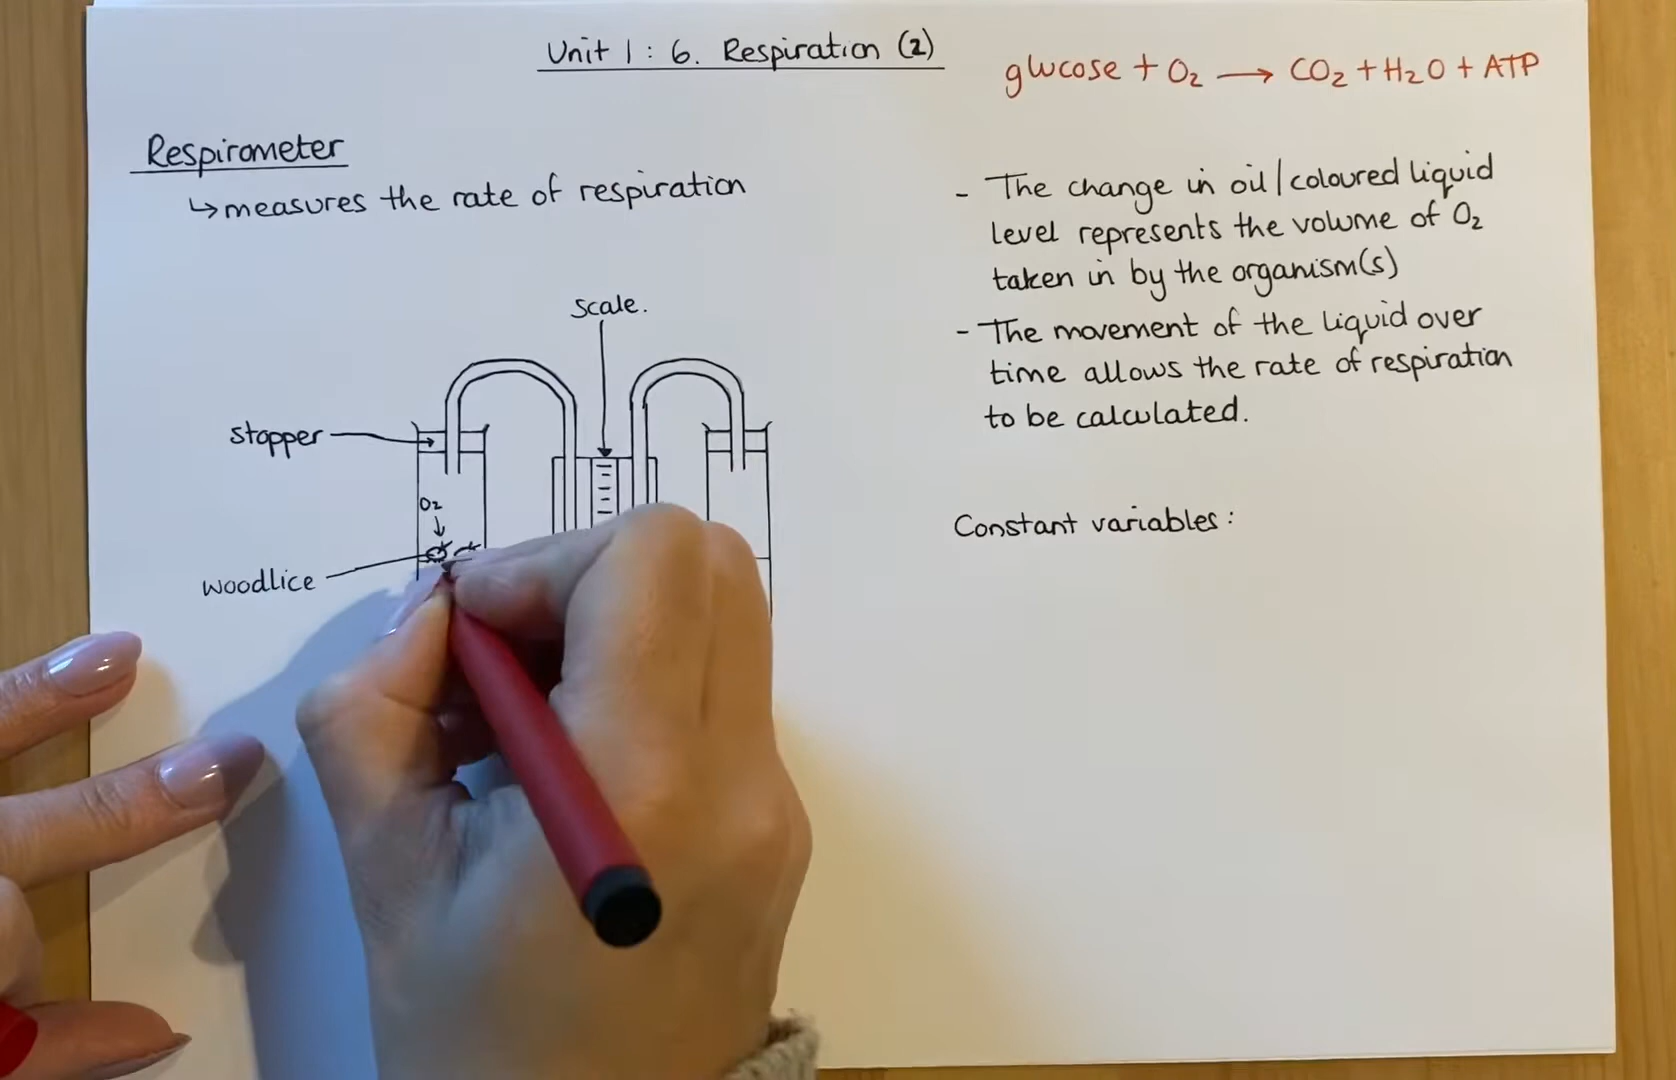 Unit 1 : 6. Respiration (2)
glucose + O₂ → CO₂ + H₂O + ATP
Respirometer
↳ measures the rate of respiration
Scale.
stopper
O₂
woodlice
- The change in oil/coloured liquid
level represents the volume of O₂
taken in by the organism(s)
- The movement of the liquid over
time allows the rate of respiration
to be calculated.
Constant variables :